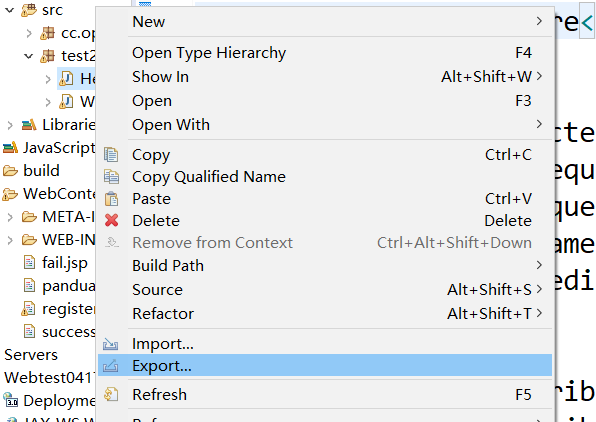 src
cc.op
test2
He
W
Librarie
JavaScript
build
WebConte
META-I
WEB-IN
fail.jsp
pandua
register
success
Servers
Webtest041
Deployme
JAX-WS W
New
Open Type Hierarchy F4
Show In Alt+Shift+W
Open F3
Open With
Copy Ctrl+C
Copy Qualified Name
Paste Ctrl+V
Delete Delete
Remove from Context Ctrl+Alt+Shift+Down
Build Path
Source Alt+Shift+S
Refactor Alt+Shift+T
Import...
Export...
Refresh F5
re<
cte
equ
que
ame
edi
rib